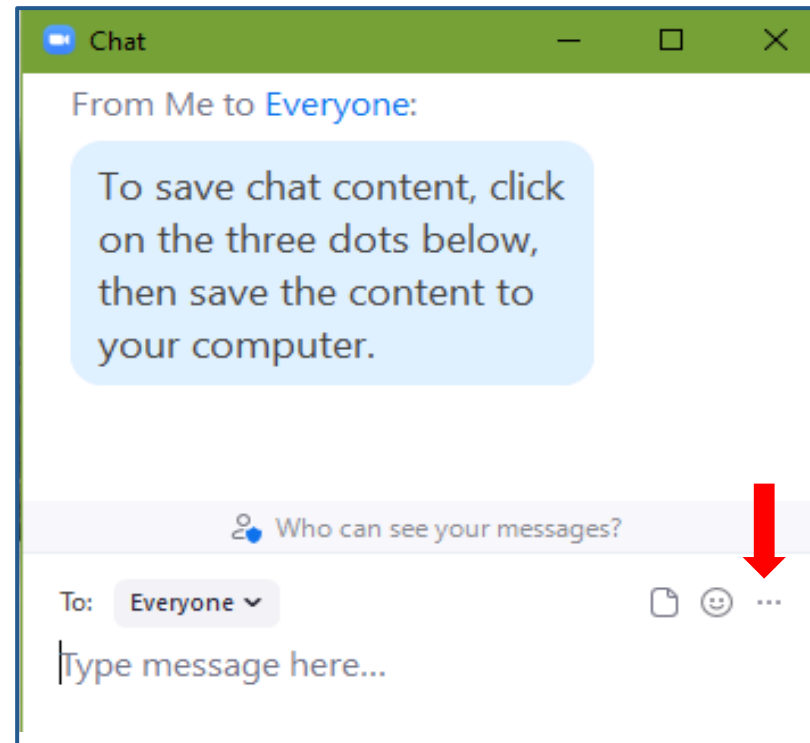 Chat
From Me to Everyone:
To save chat content, click
on the three dots below,
then save the content to
your computer.
Who can see your messages?
To: Everyone
Type message here...